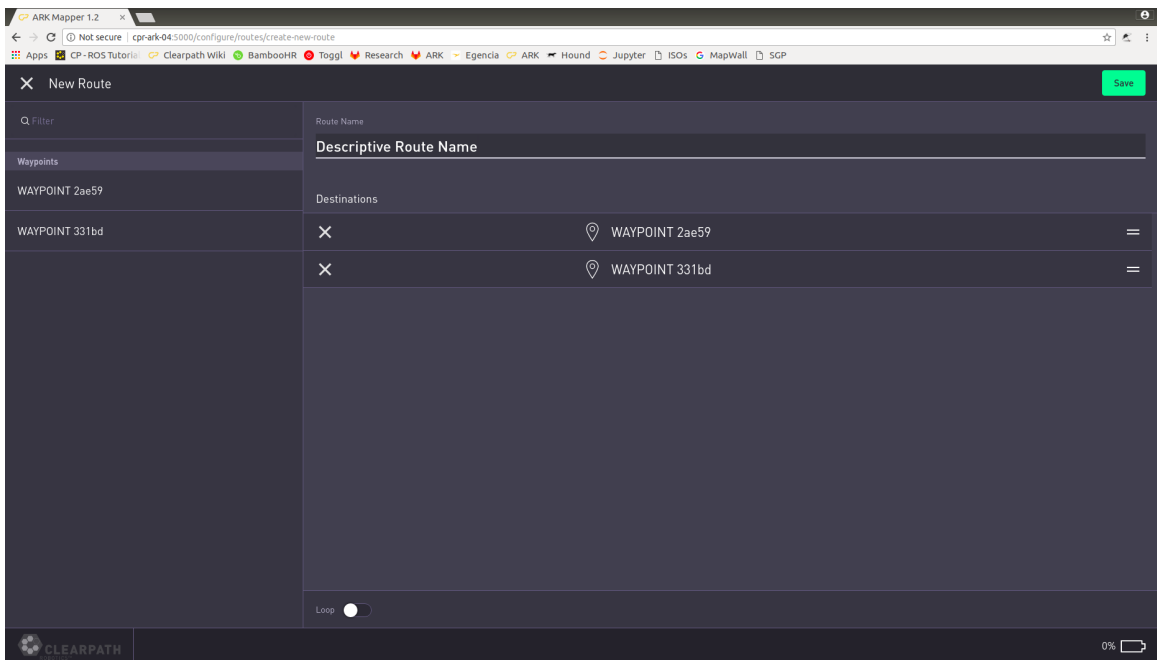 ARK Mapper 1.2
Not secure | cpr-ark-04:5000/configure/routes/create-new-route
Apps CP-ROS Tutorial Clearpath Wiki BambooHR Toggl Research ARK Egencia ARK Hound Jupyter ISOs MapWall SGP
New Route Save
Filter
Waypoints
WAYPOINT 2ae59
WAYPOINT 331bd
Route Name
Descriptive Route Name
Destinations
WAYPOINT 2ae59
WAYPOINT 331bd
Loop
CLEARPATH
0%